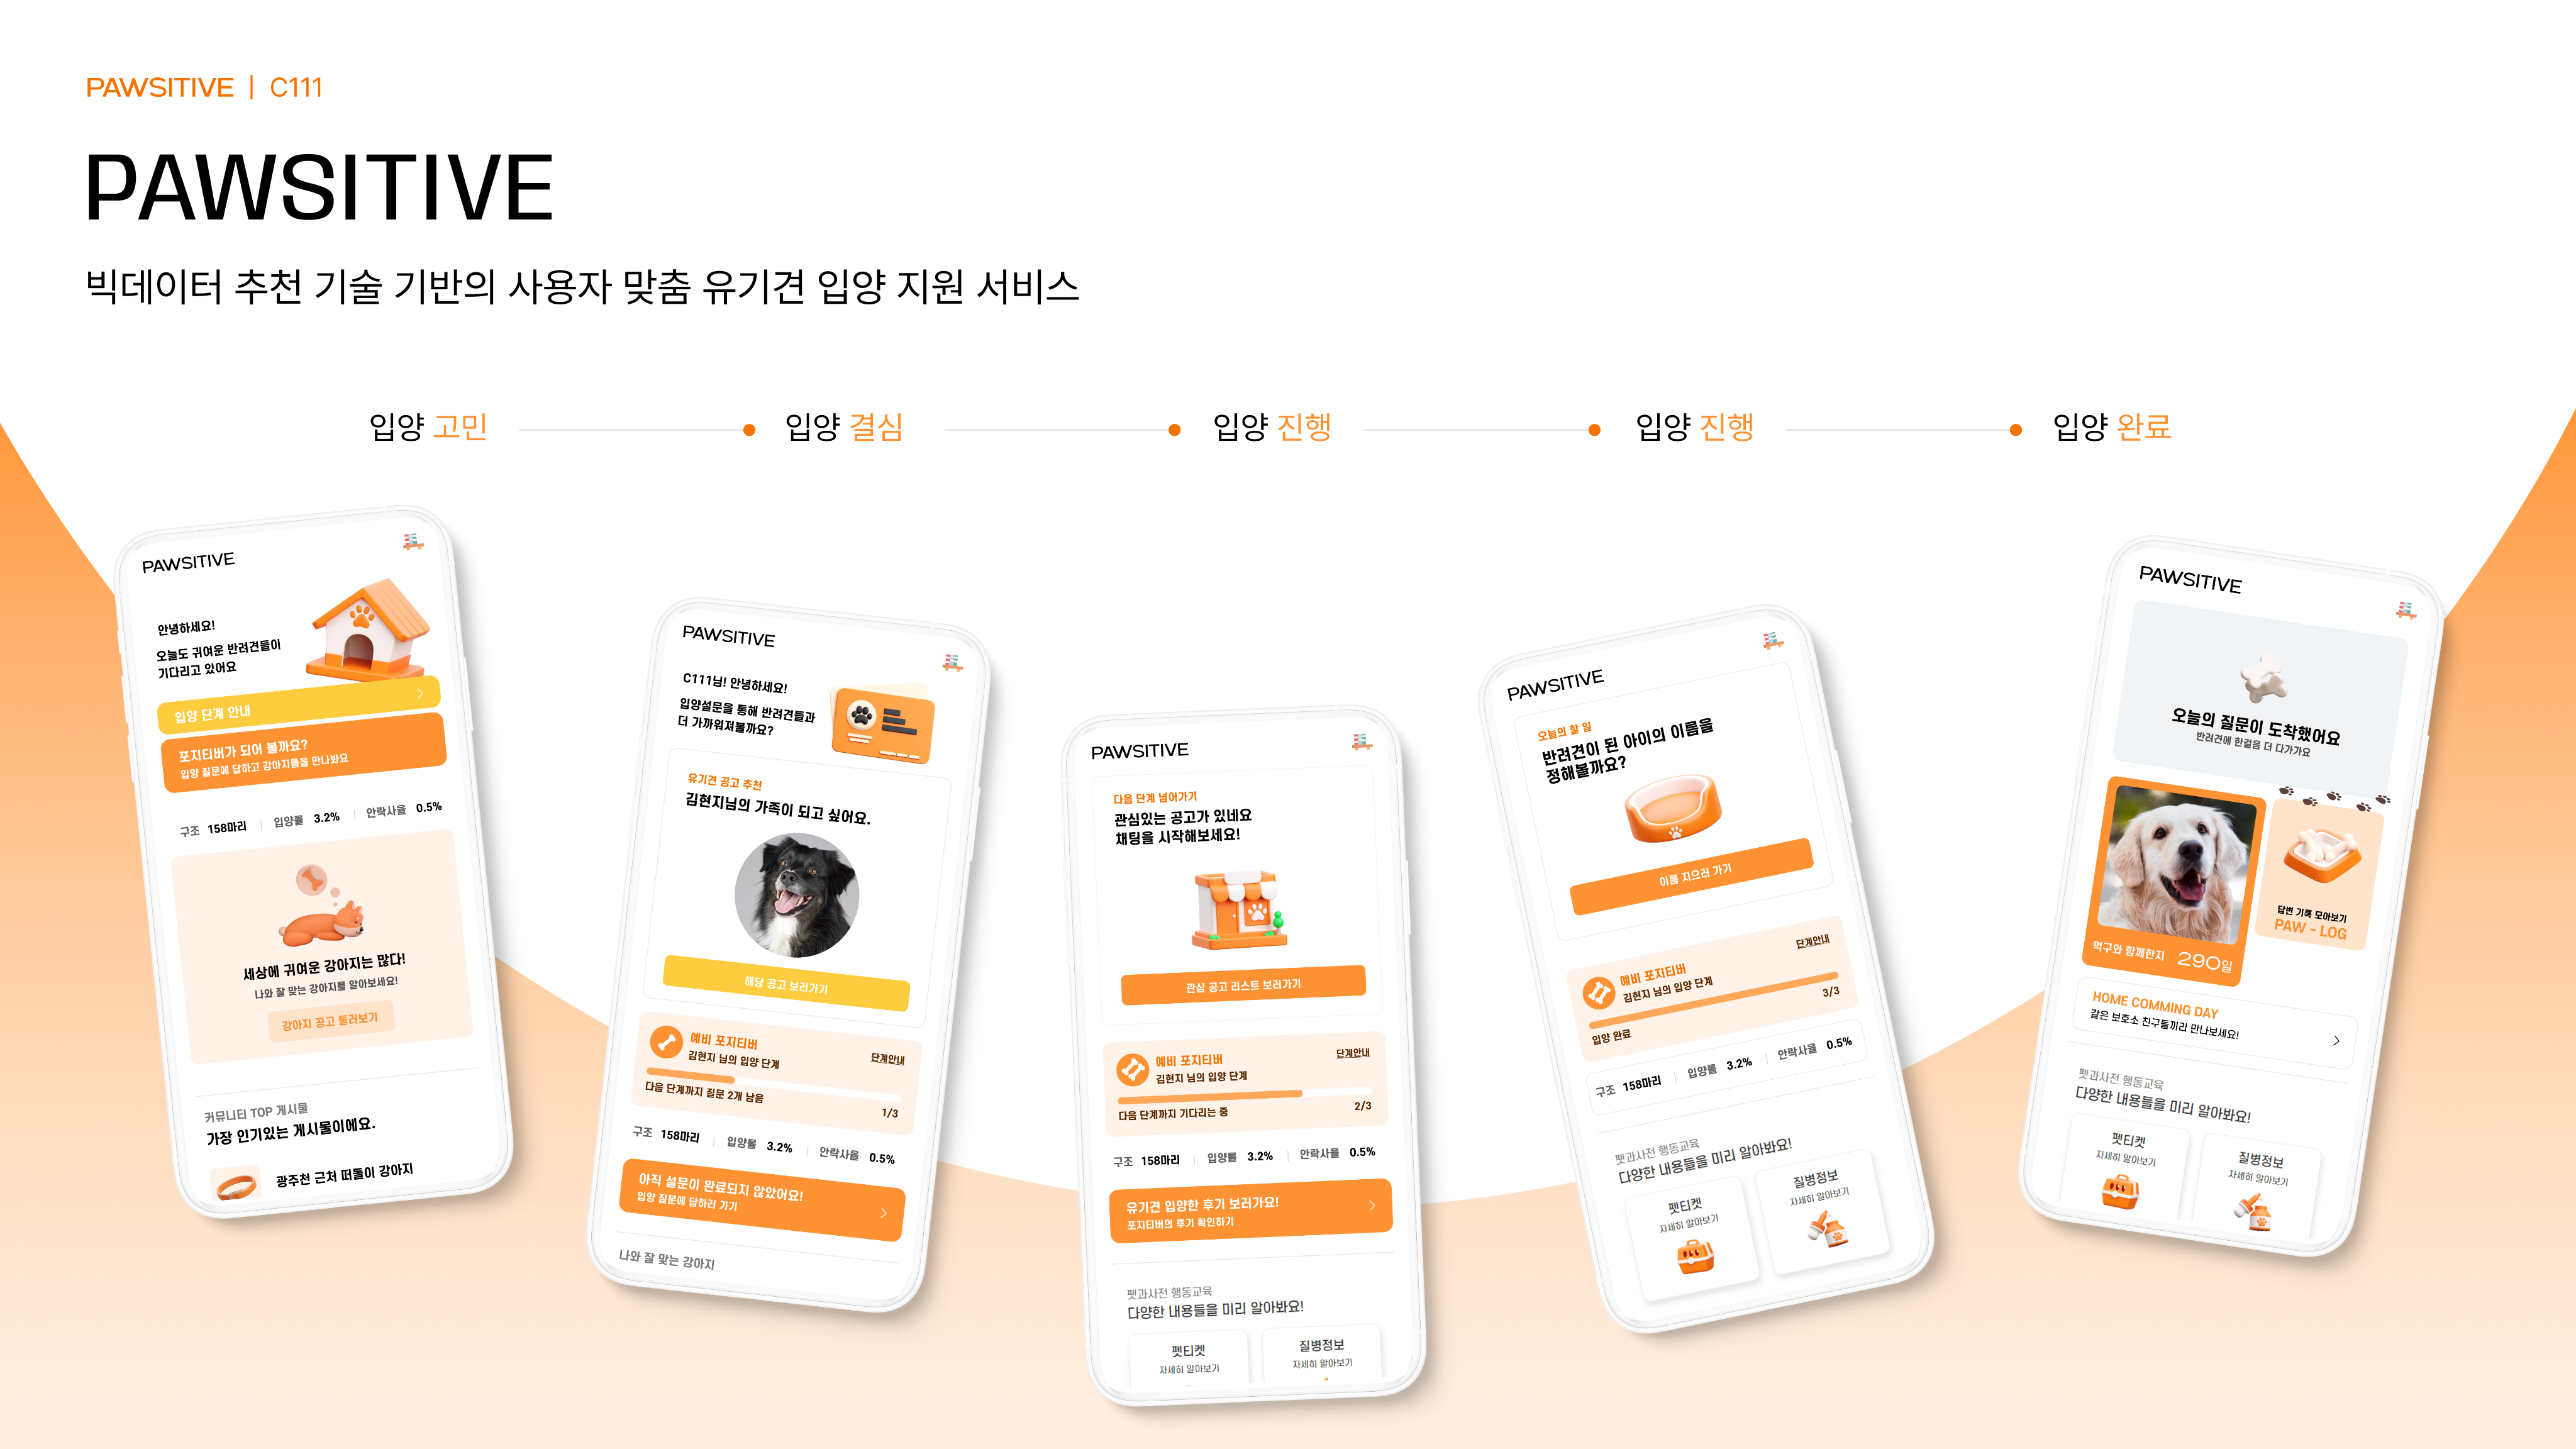 PAWSITIVE | C111
PAWSITIVE
빅데이터 추천 기술 기반의 사용자 맞춤 유기견 입양 지원 서비스
입양 고민
입양 결심
입양 진행
입양 진행
입양 완료
PAWSITIVE
안녕하세요!
오늘도 귀여운 반려견들이
기다리고 있어요
입양 단계 안내
포지티버가 되어 볼까요?
입양 질문에 답하고 강아지들을 만나봐요
구조 158마리 | 입양률 3.2% | 안락사율 0.5%
세상에 귀여운 강아지는 많다!
나와 잘 맞는 강아지를 알아보세요!
강아지 공고 둘러보기
커뮤니티 TOP 게시물
가장 인기있는 게시물이에요.
광주천 근처 떠돌이 강아지
PAWSITIVE
C111님! 안녕하세요!
입양설문을 통해 반려견들과
더 가까워져볼까요?
유기견 공고 추천
김현지님의 가족이 되고 싶어요.
해당 공고 보러가기
예비 포지티버
김현지 님의 입양 단계
단계안내
다음 단계까지 질문 2개 남음
1/3
구조 158마리 | 입양률 3.2% | 안락사율 0.5%
아직 설문이 완료되지 않았어요!
입양 질문에 답하러 가기
나와 잘 맞는 강아지
PAWSITIVE
다음 단계 넘어가기
관심있는 공고가 있네요
채팅을 시작해보세요!
관심 공고 리스트 보러가기
예비 포지티버
김현지 님의 입양 단계
단계안내
다음 단계까지 기다리는 중
2/3
구조 158마리 | 입양률 3.2% | 안락사율 0.5%
유기견 입양한 후기 보러가요!
포지티버의 후기 확인하기
펫과사전 행동교육
다양한 내용들을 미리 알아봐요!
펫티켓
자세히 알아보기
질병정보
자세히 알아보기
PAWSITIVE
오늘의 할 일
반려견이 된 아이의 이름을
정해볼까요?
이름 지으러 가기
예비 포지티버
김현지 님의 입양 단계
단계안내
입양 완료
3/3
구조 158마리 | 입양률 3.2% | 안락사율 0.5%
펫과사전 행동교육
다양한 내용들을 미리 알아봐요!
펫티켓
자세히 알아보기
질병정보
자세히 알아보기
PAWSITIVE
오늘의 질문이 도착했어요
반려견에 한걸음 더 다가가요
먹구와 함께한지 290일
답변 기록 모아보기
PAW - LOG
HOME COMMING DAY
같은 보호소 친구들끼리 만나보세요!
펫과사전 행동교육
다양한 내용들을 미리 알아봐요!
펫티켓
자세히 알아보기
질병정보
자세히 알아보기